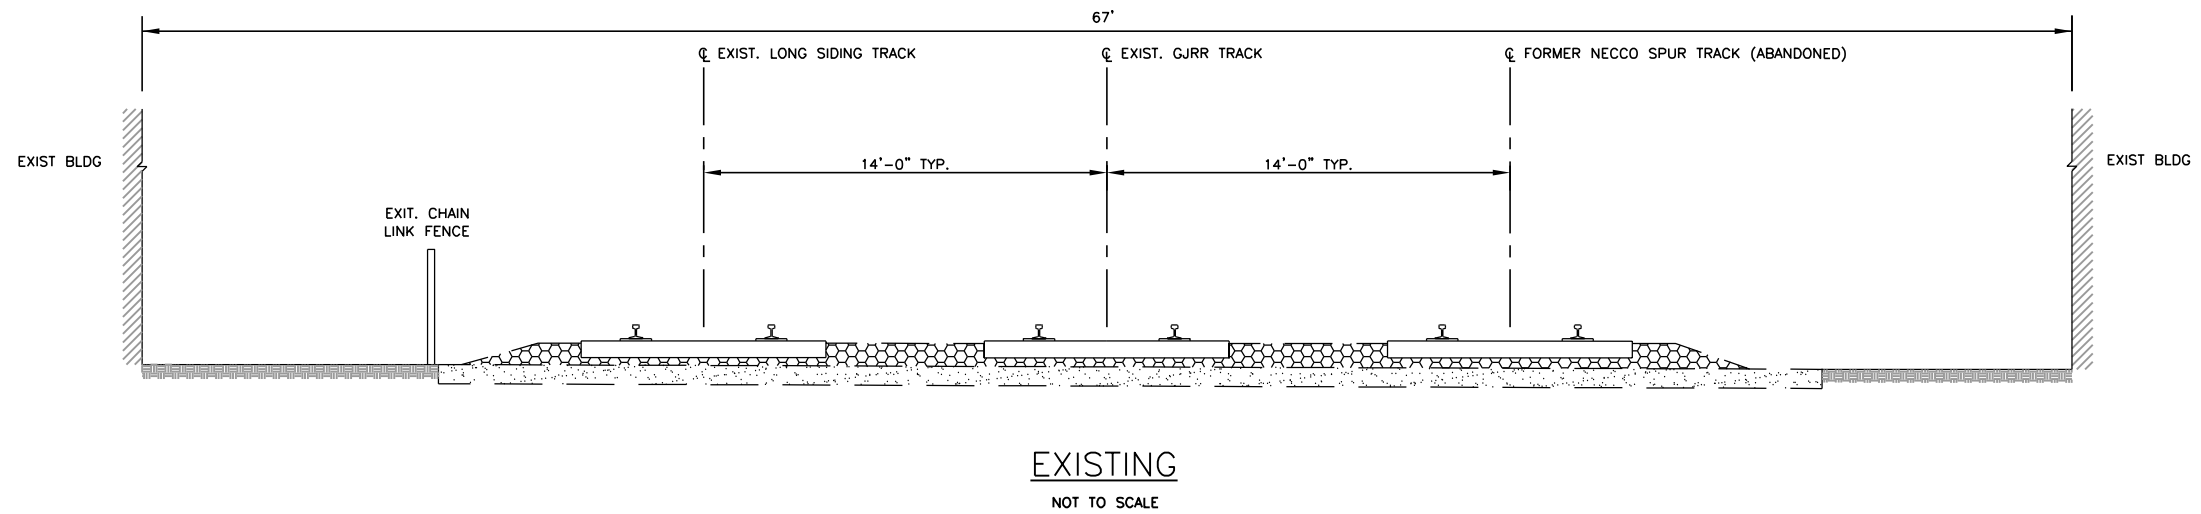 67'
℄ EXIST. LONG SIDING TRACK
℄ EXIST. GJRR TRACK
℄ FORMER NECCO SPUR TRACK (ABANDONED)
EXIST BLDG
14'-0" TYP.
14'-0" TYP.
EXIST BLDG
EXIT. CHAIN
LINK FENCE
EXISTING
NOT TO SCALE